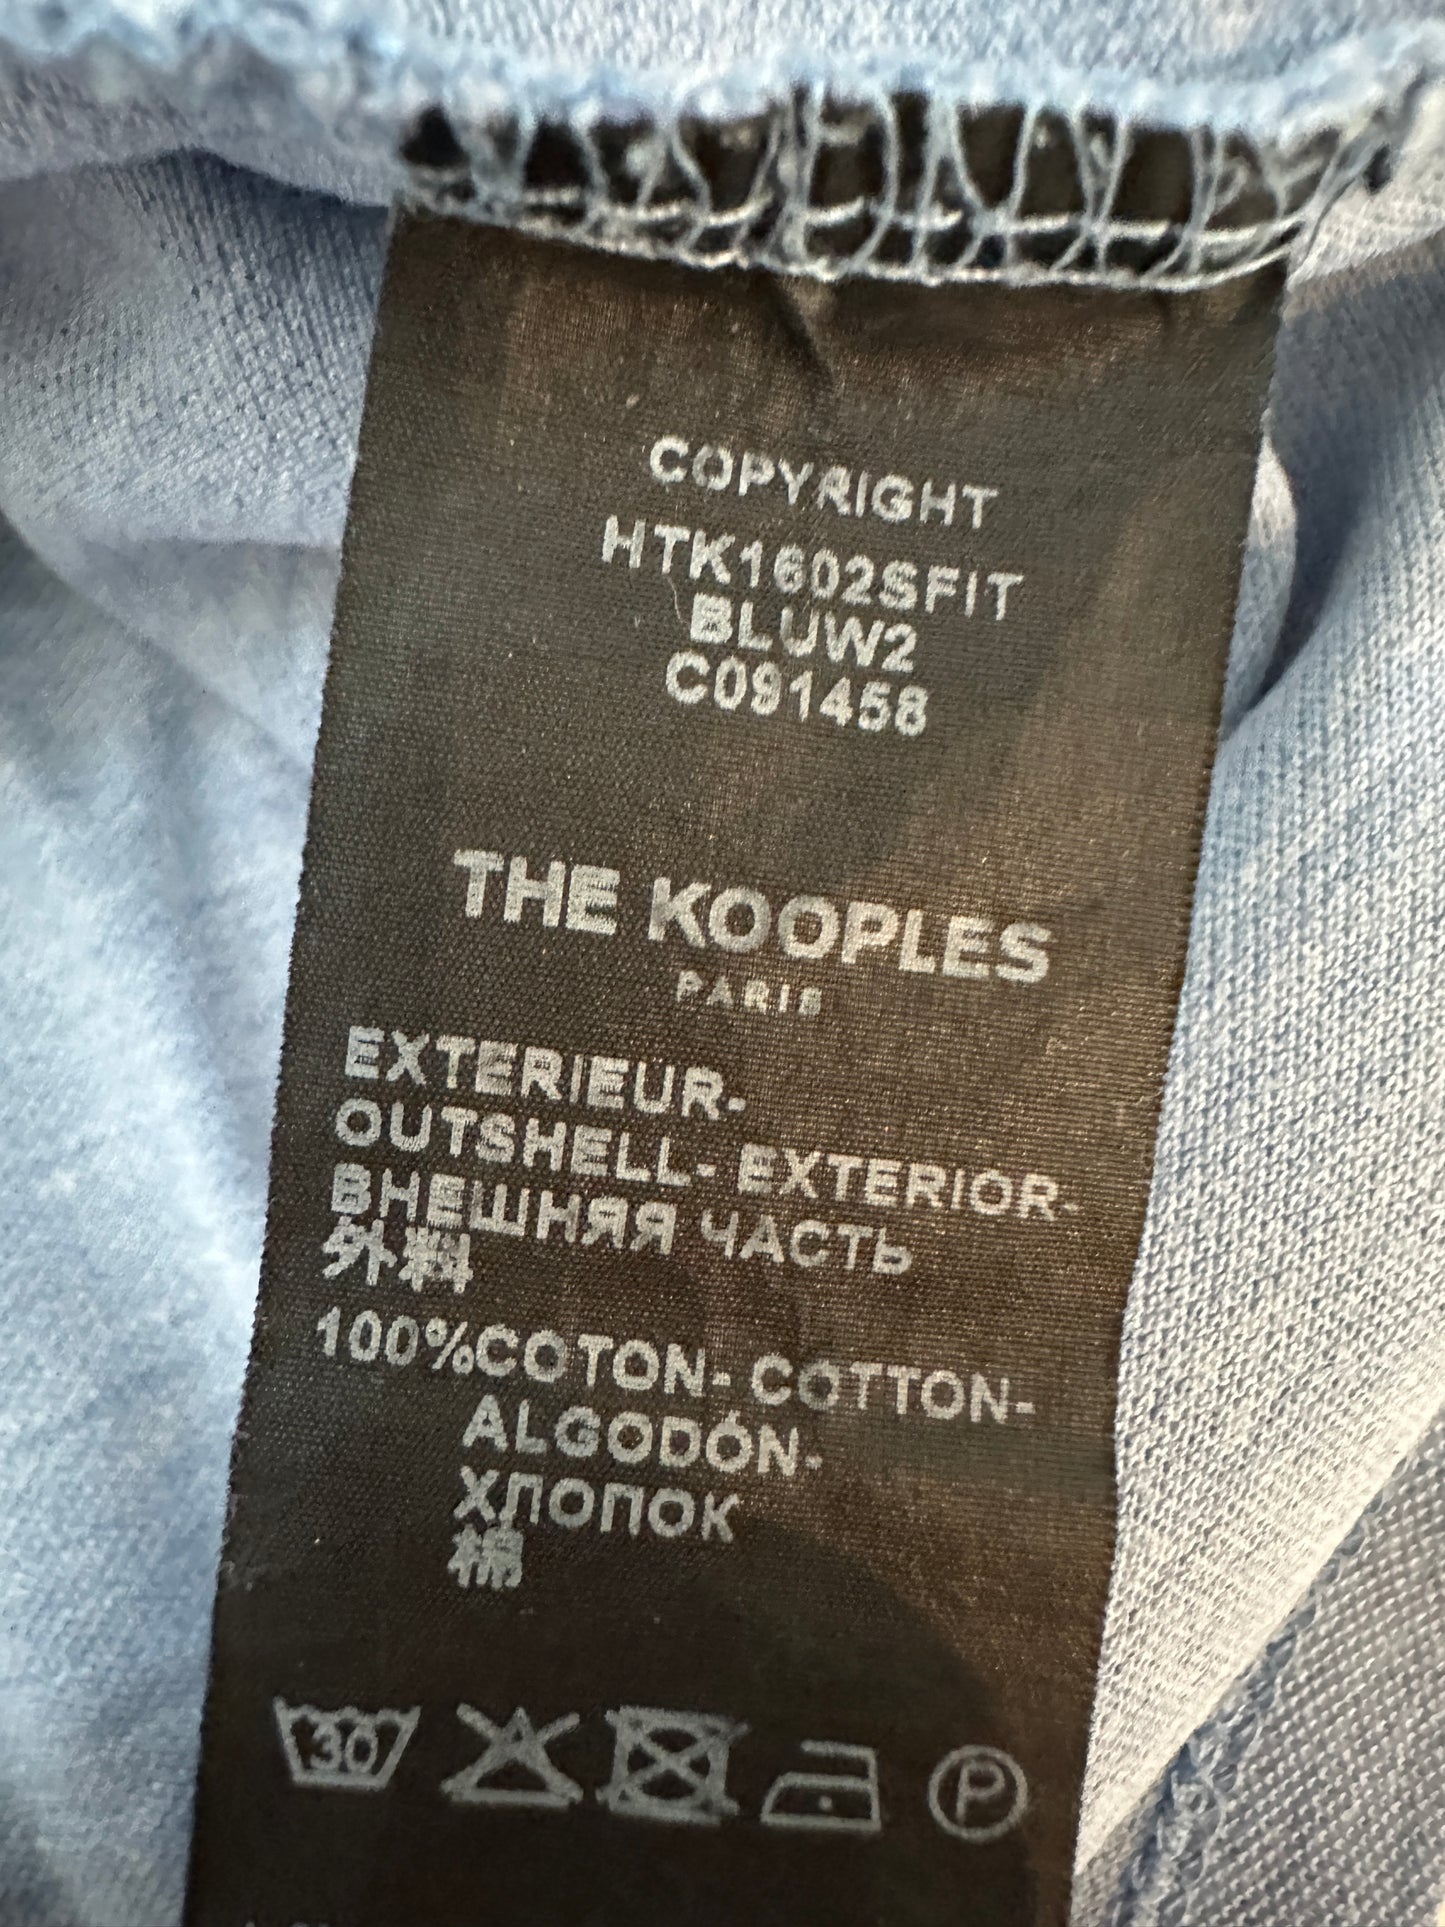 COPYRIGHT
HTK1602SFIT
BLUW2
C091458
THE KOOPLES
PARIS
EXTERIEUR-
OUTSHELL- EXTERIOR-
ВНЕШНЯЯ ЧАСТЬ
外料
100%COTON- COTTON-
ALGODÓN-
ХЛОПОК
棉
30
P